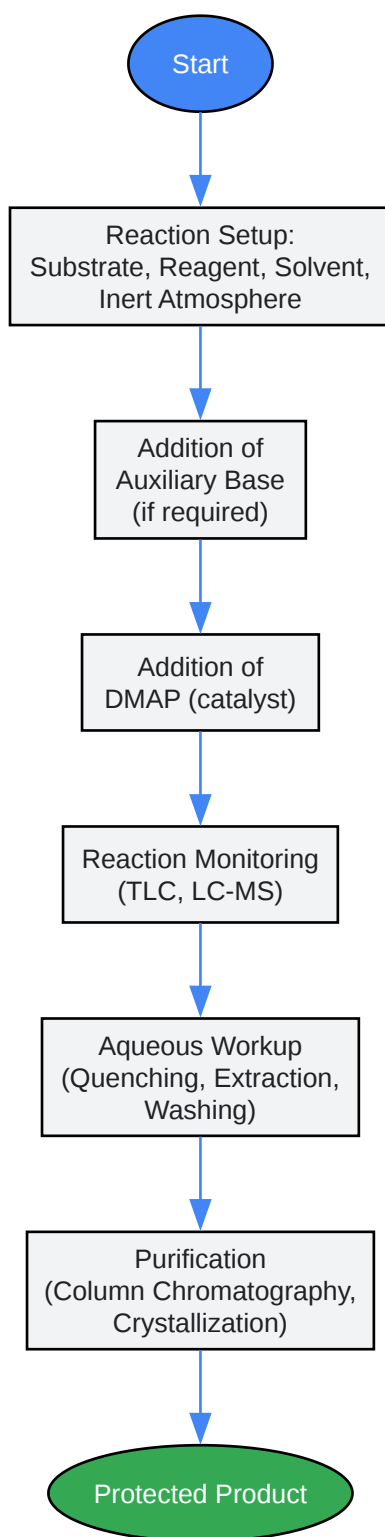 Start
Reaction Setup:
Substrate, Reagent, Solvent,
Inert Atmosphere
Addition of
Auxiliary Base
(if required)
Addition of
DMAP (catalyst)
Reaction Monitoring
(TLC, LC-MS)
Aqueous Workup
(Quenching, Extraction,
Washing)
Purification
(Column Chromatography,
Crystallization)
Protected Product